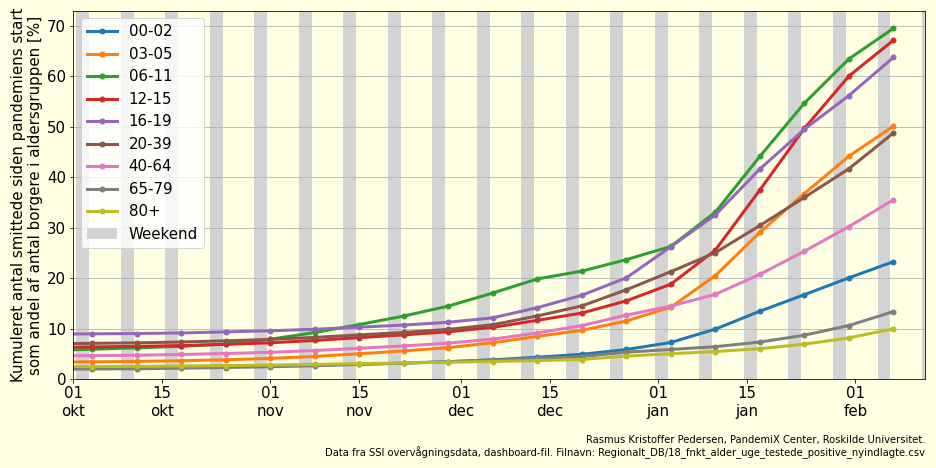 Kumuleret antal smittede siden pandemiens start
som andel af antal borgere i aldersgruppen [%]
70
60
50
40
30
20
10
0
00-02
03-05
06-11
12-15
16-19
20-39
40-64
65-79
80+
Weekend
01 15 01 15 01 15 01 15 01
okt okt nov nov dec dec jan jan feb
Rasmus Kristoffer Pedersen, PandemiX Center, Roskilde Universitet.
Data fra SSI overvågningsdata, dashboard-fil. Filnavn: Regionalt_DB/18_fnkt_alder_uge_testede_positive_nyindlagte.csv